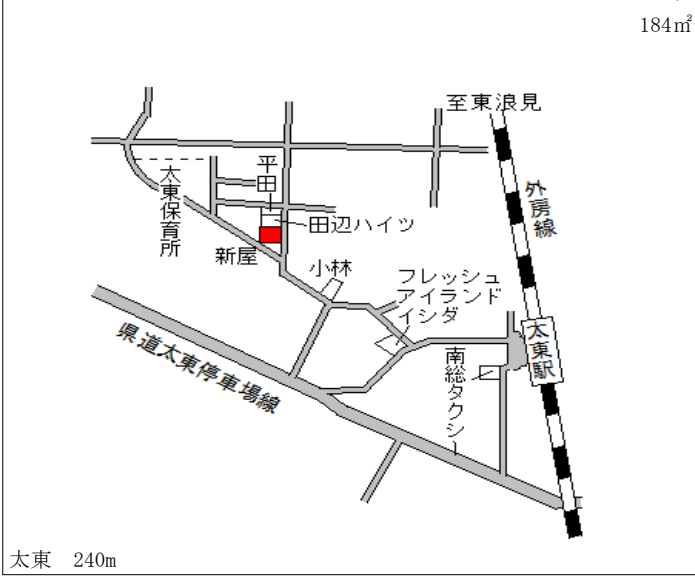 184㎡
至東浪見
外房線
平田
太東保育所
田辺ハイツ
新屋
小林
フレッシュ
アイランド
イシダ
太東駅
南総タクシー
県道太東停車場線
太東 240m